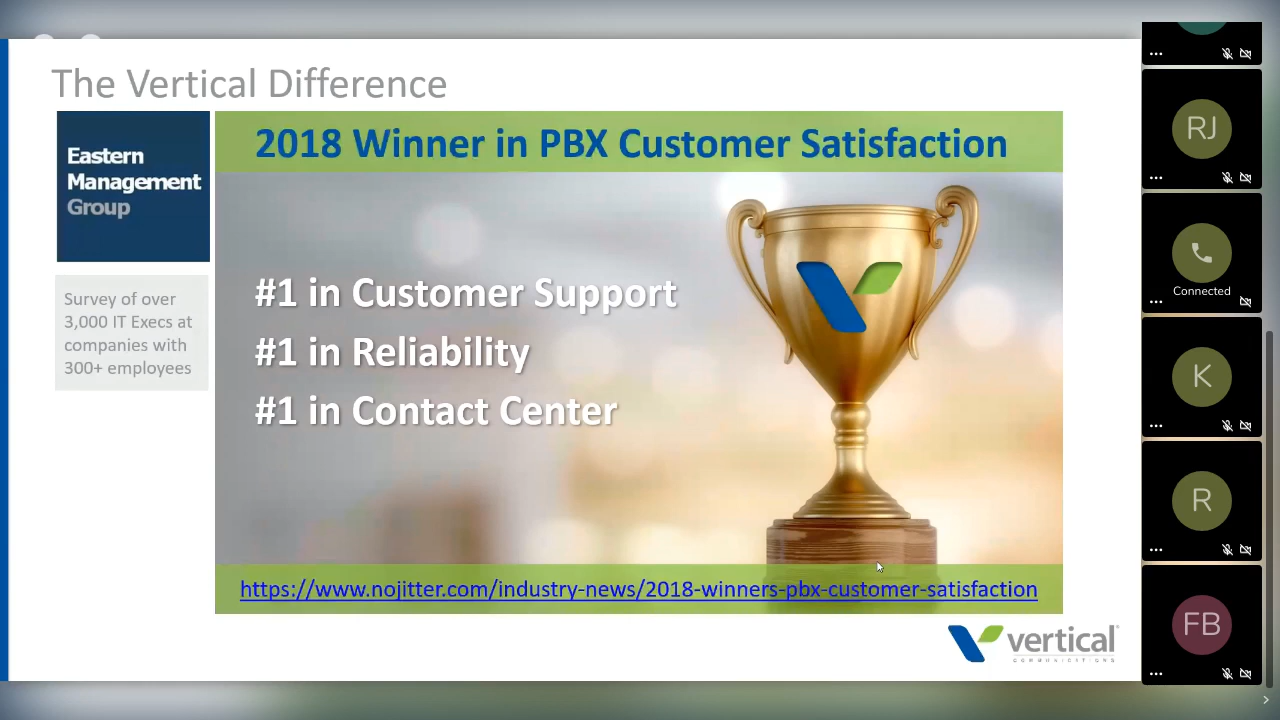 The Vertical Difference
Eastern
Management
Group
2018 Winner in PBX Customer Satisfaction
Survey of over
3,000 IT Execs at
companies with
300+ employees
#1 in Customer Support
#1 in Reliability
#1 in Contact Center
https://www.nojitter.com/industry-news/2018-winners-pbx-customer-satisfaction
vertical
COMMUNICATIONS
RJ
Connected
K
R
FB